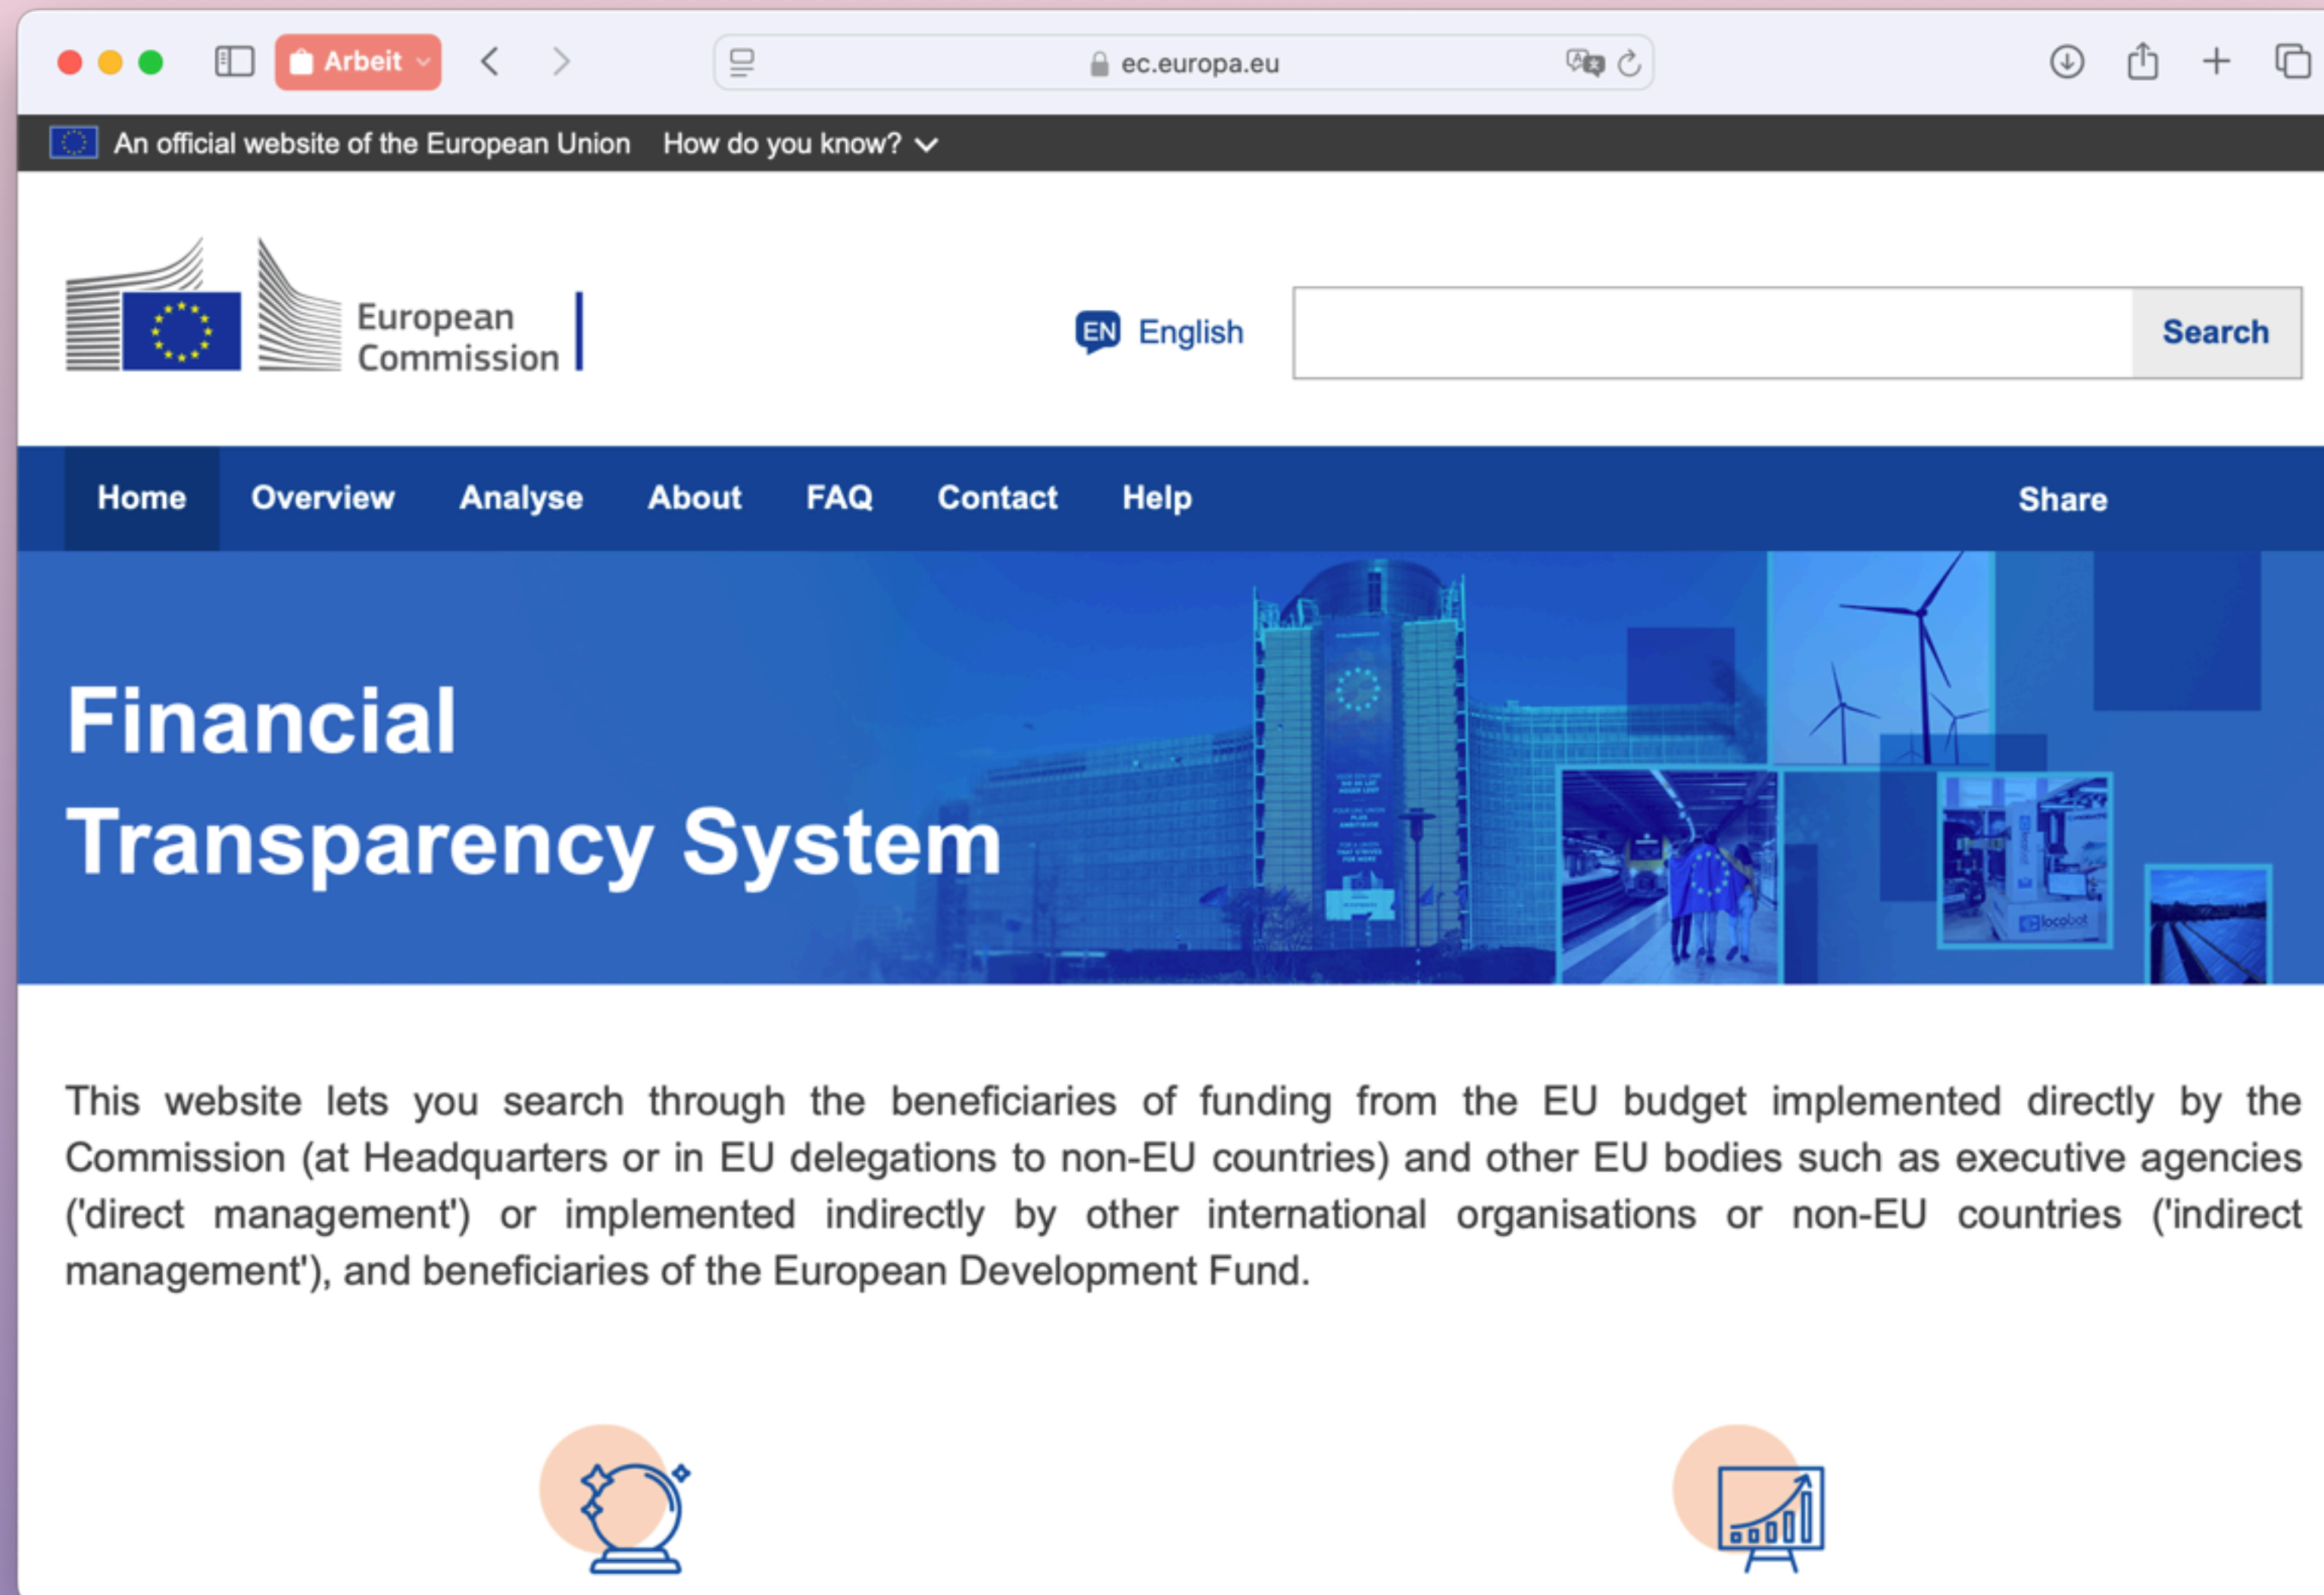 Arbeit
ec.europa.eu
An official website of the European Union How do you know?
European
Commission
EN English
Search
Home Overview Analyse About FAQ Contact Help Share
Financial
Transparency System
locobot
This website lets you search through the beneficiaries of funding from the EU budget implemented directly by the
Commission (at Headquarters or in EU delegations to non-EU countries) and other EU bodies such as executive agencies
('direct management') or implemented indirectly by other international organisations or non-EU countries ('indirect
management'), and beneficiaries of the European Development Fund.